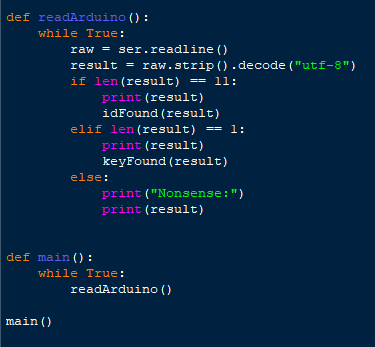 def readArduino():
    while True:
        raw = ser.readline()
        result = raw.strip().decode("utf-8")
        if len(result) == 11:
            print(result)
            idFound(result)
        elif len(result) == 1:
            print(result)
            keyFound(result)
        else:
            print("Nonsense:")
            print(result)
def main():
    while True:
        readArduino()
main()